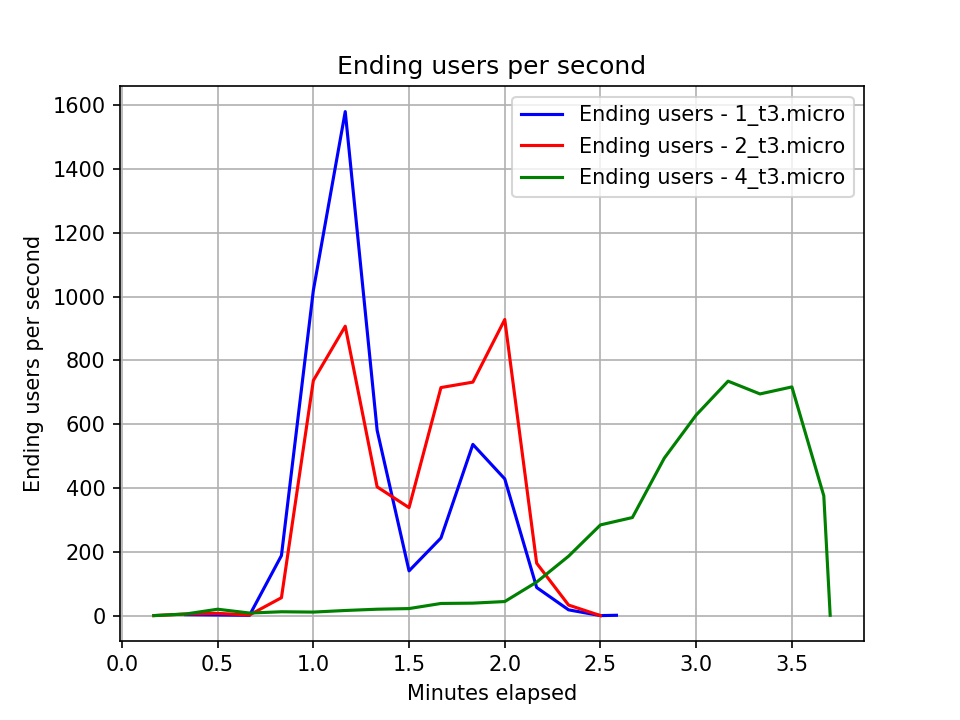 Ending users per second
Ending users - 1_t3.micro
Ending users - 2_t3.micro
Ending users - 4_t3.micro
Ending users per second
1600
1400
1200
1000
800
600
400
200
0
0.0 0.5 1.0 1.5 2.0 2.5 3.0 3.5
Minutes elapsed